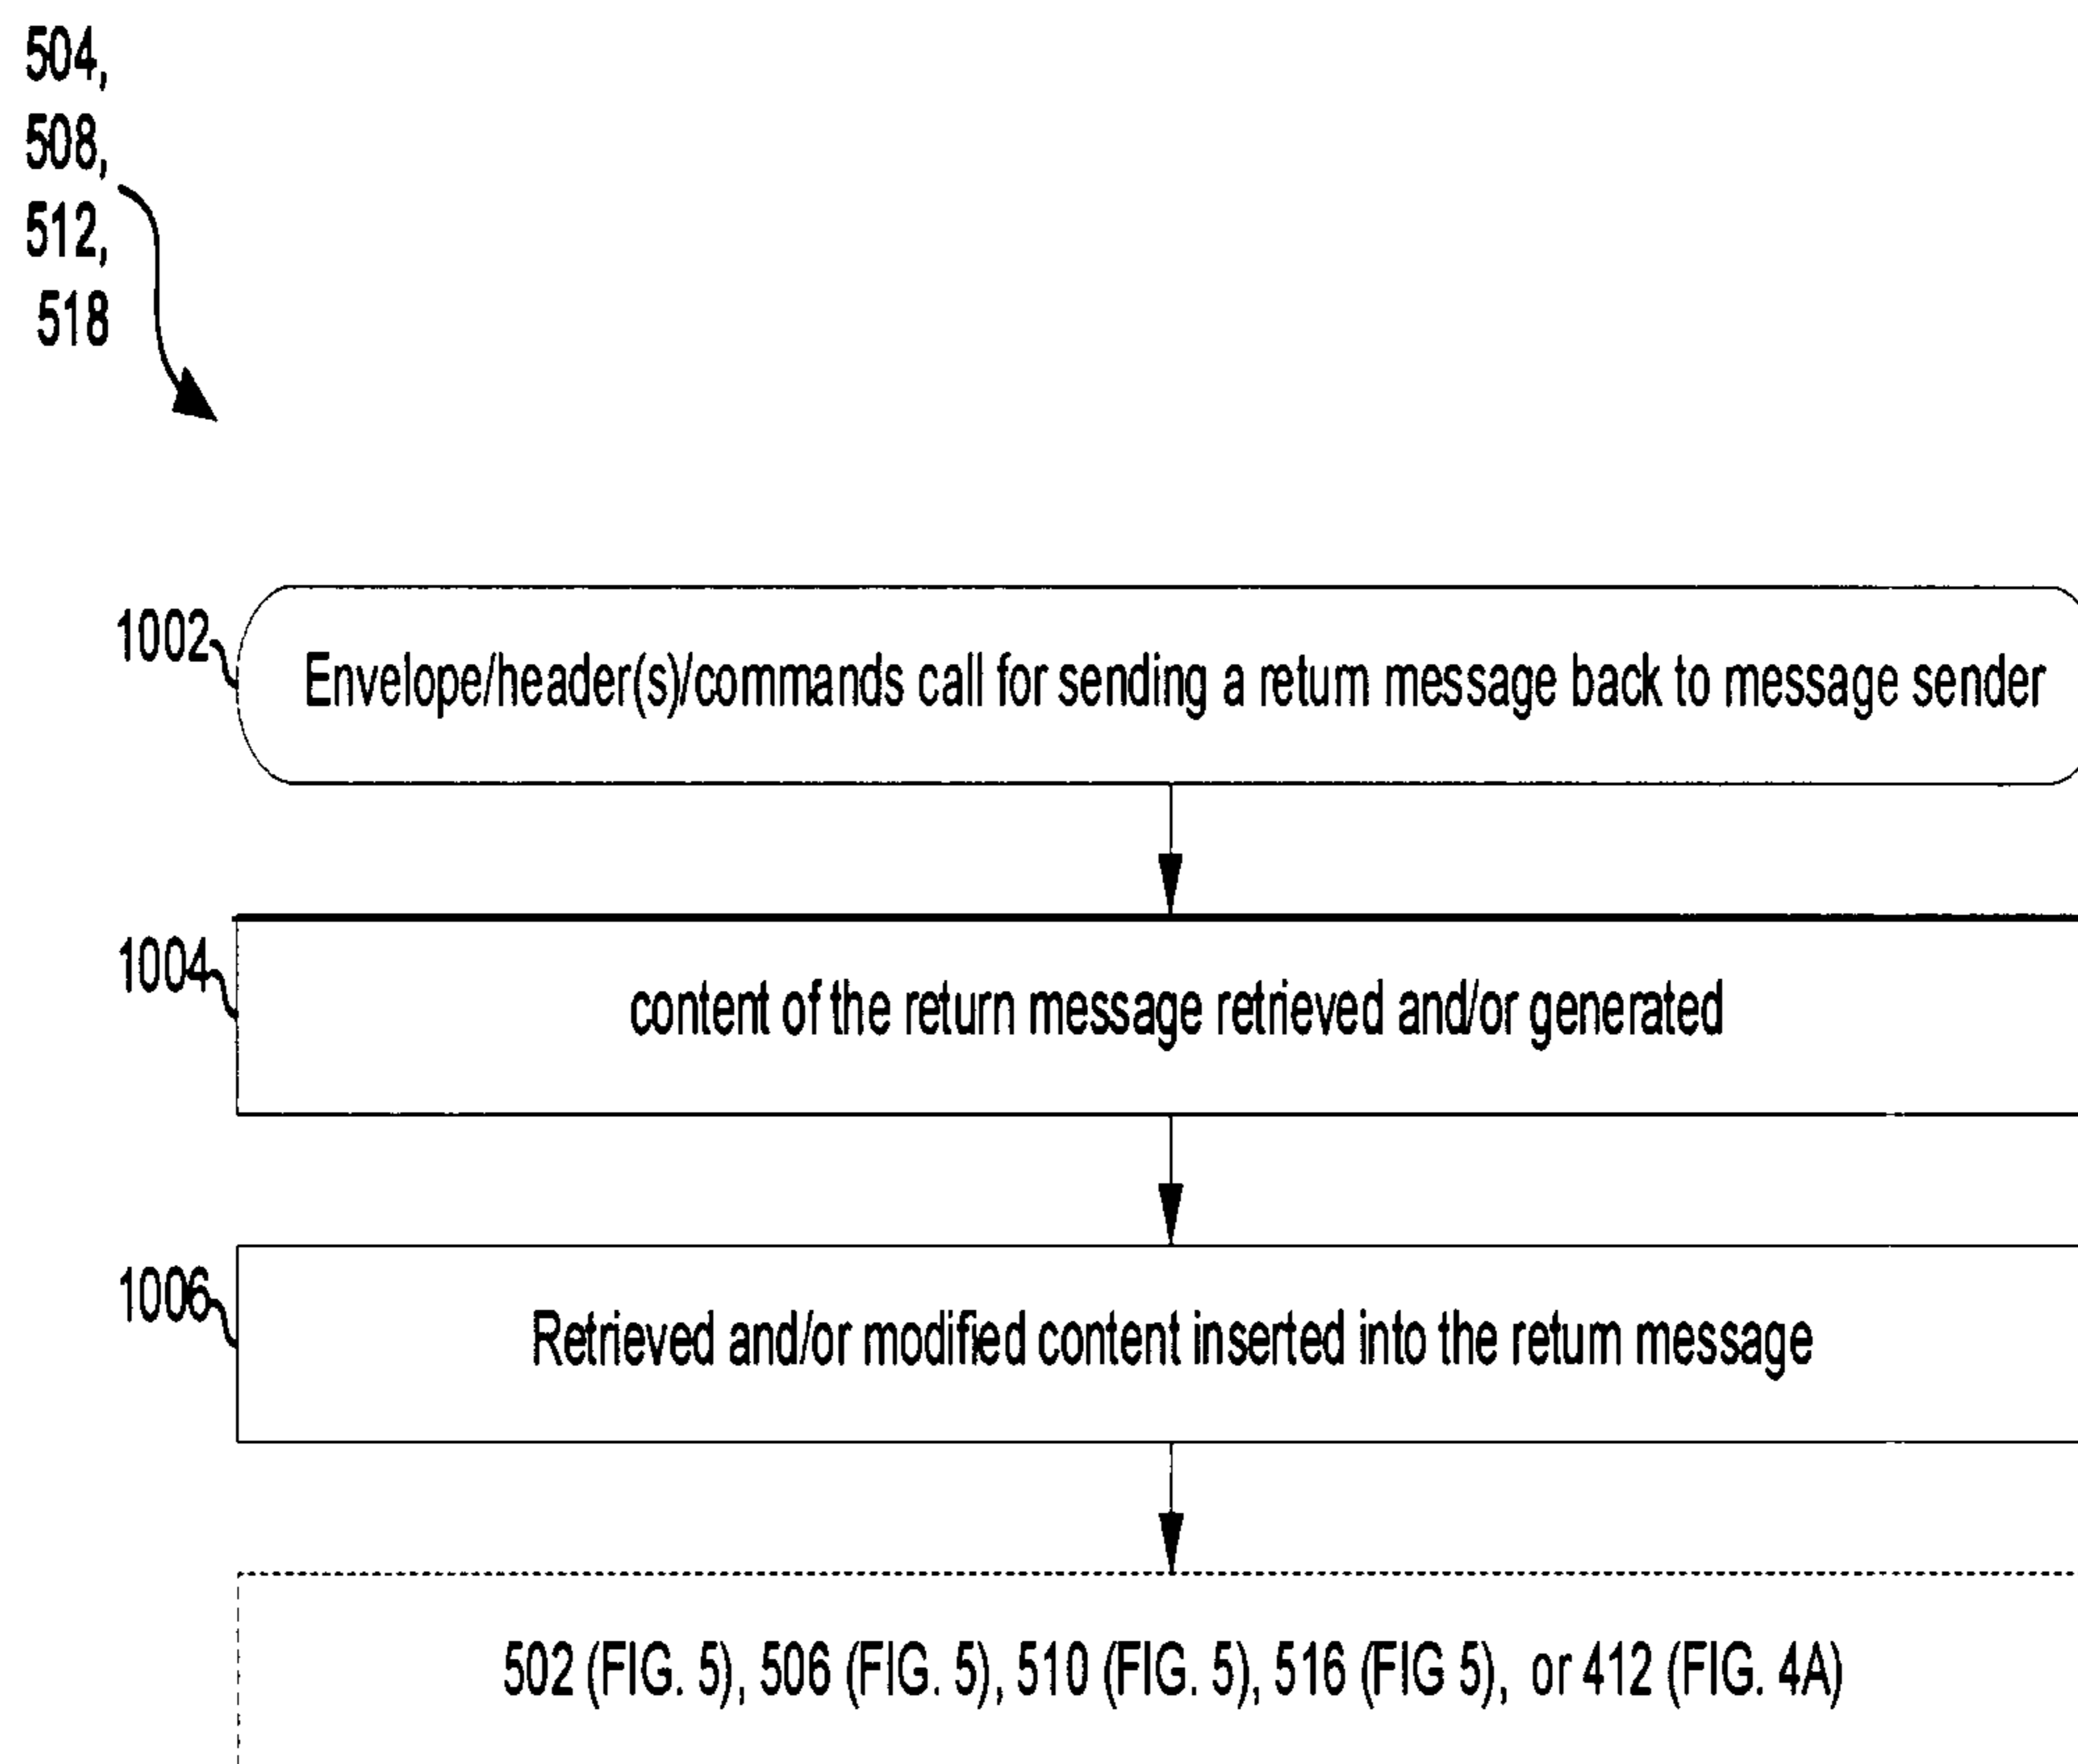 504,
508,
512,
518
1002
Envelope/header(s)/commands call for sending a return message back to message sender
1004
content of the return message retrieved and/or generated
1006
Retrieved and/or modified content inserted into the return message
502 (FIG. 5), 506 (FIG. 5), 510 (FIG. 5), 516 (FIG 5), or 412 (FIG. 4A)